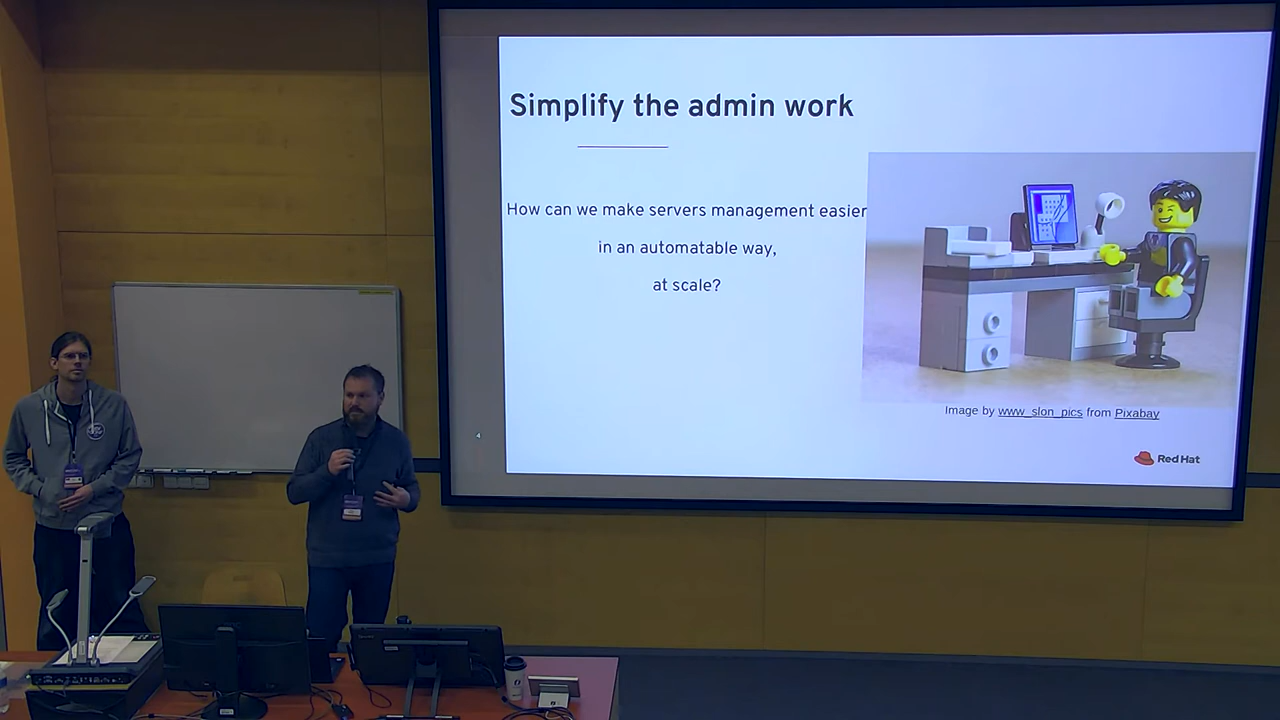 Simplify the admin work
How can we make servers management easier
in an automatable way,
at scale?
Image by www_slon_pics from Pixabay
Red Hat